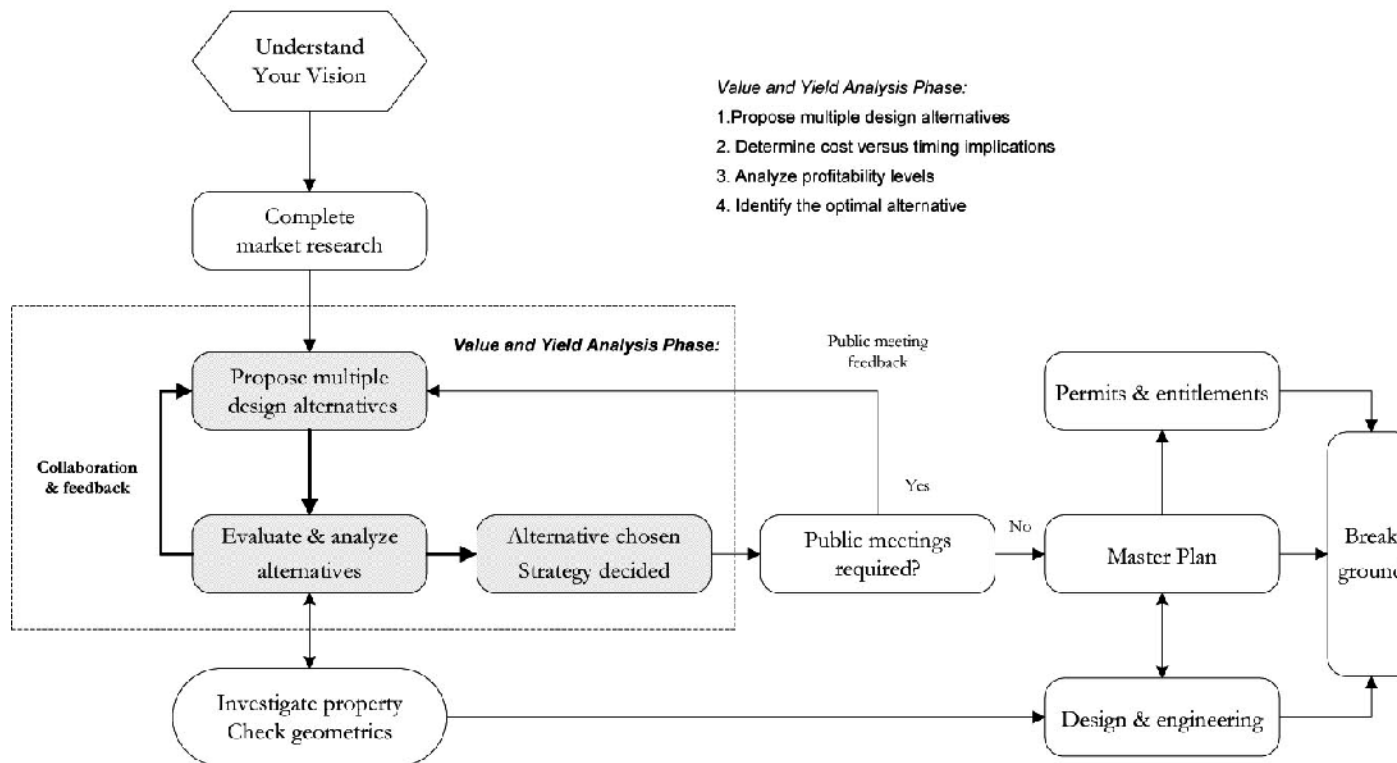 Understand
Your Vision
Value and Yield Analysis Phase:
1.Propose multiple design alternatives
2. Determine cost versus timing implications
3. Analyze profitability levels
4. Identify the optimal alternative
Complete
market research
Value and Yield Analysis Phase:
Public meeting
feedback
Propose multiple
design alternatives
Permits & entitlements
Collaboration
& feedback
Yes
No
Evaluate & analyze
alternatives
Alternative chosen
Strategy decided
Public meetings
required?
Master Plan
Break
ground
Investigate property
Check geometrics
Design & engineering